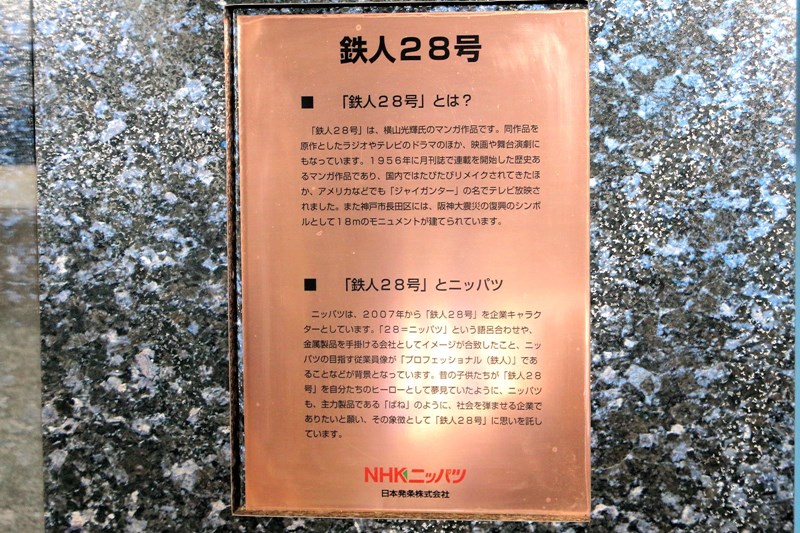 鉄人28号
■ 「鉄人28号」とは？
「鉄人28号」は、横山光輝氏のマンガ作品です。同作品を
原作としたラジオやテレビのドラマのほか、映画や舞台演劇に
もなっています。1956年に月刊誌で連載を開始した歴史あ
るマンガ作品であり、国内ではたびたびリメイクされてきたほ
か、アメリカなどでも「ジャイガンター」の名でテレビ放映さ
れました。また神戸市長田区には、阪神大震災の復興のシンボ
ルとして18mのモニュメントが建てられています。
■ 「鉄人28号」とニッパツ
ニッパツは、2007年から「鉄人28号」を企業キャラク
ターとしています。「28＝ニッパツ」という語呂合わせや、
金属製品を手掛ける会社としてイメージが合致したこと、ニッ
パツの目指す従業員像が「プロフェッショナル（鉄人）」であ
ることなどが背景となっています。昔の子供たちが「鉄人28
号」を自分たちのヒーローとして夢見ていたように、ニッパツ
も、主力製品である「ばね」のように、社会を弾ませる企業で
ありたいと願い、その象徴として「鉄人28号」に思いを託し
ています。
NHKニッパツ
日本発条株式会社